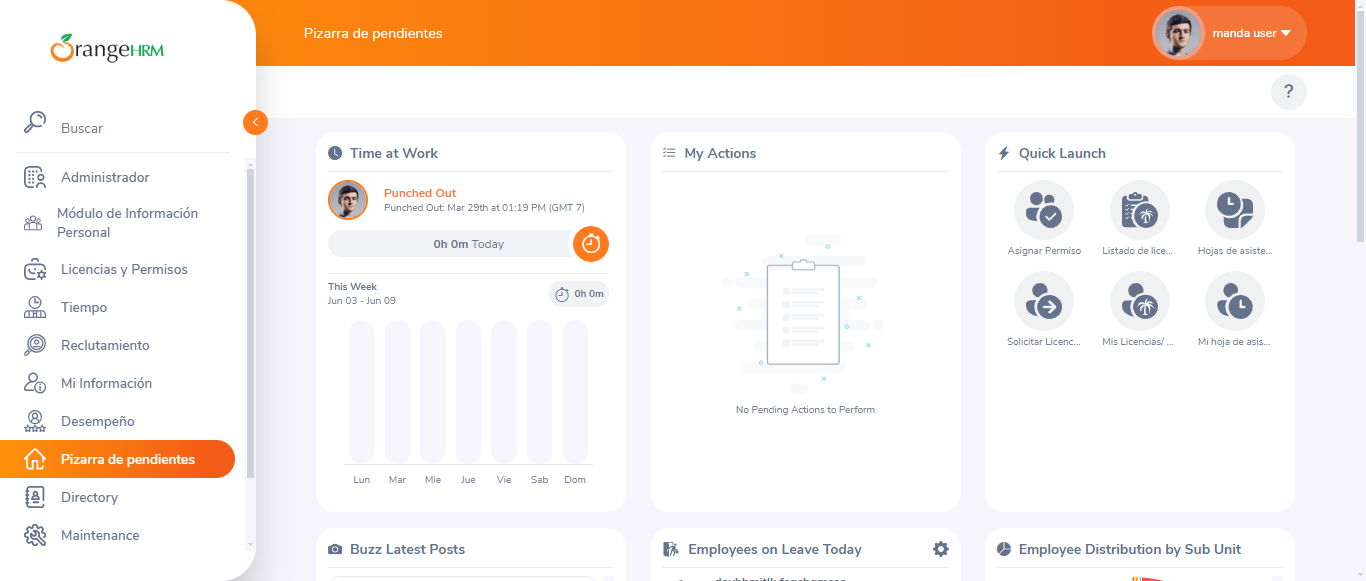 OrangeHRM
Pizarra de pendientes
manda user
?
Buscar
Administrador
Módulo de Información
Personal
Licencias y Permisos
Tiempo
Reclutamiento
Mi Información
Desempeño
Pizarra de pendientes
Directory
Maintenance
Time at Work
Punched Out
Punched Out: Mar 29th at 01:19 PM (GMT 7)
0h 0m Today
This Week
Jun 03 - Jun 09
0h 0m
Lun Mar Mie Jue Vie Sab Dom
My Actions
No Pending Actions to Perform
Quick Launch
Asignar Permiso
Listado de lice...
Hojas de asiste...
Solicitar Licenc...
Mis Licencias/ ...
Mi hoja de asis...
Buzz Latest Posts
Employees on Leave Today
Employee Distribution by Sub Unit